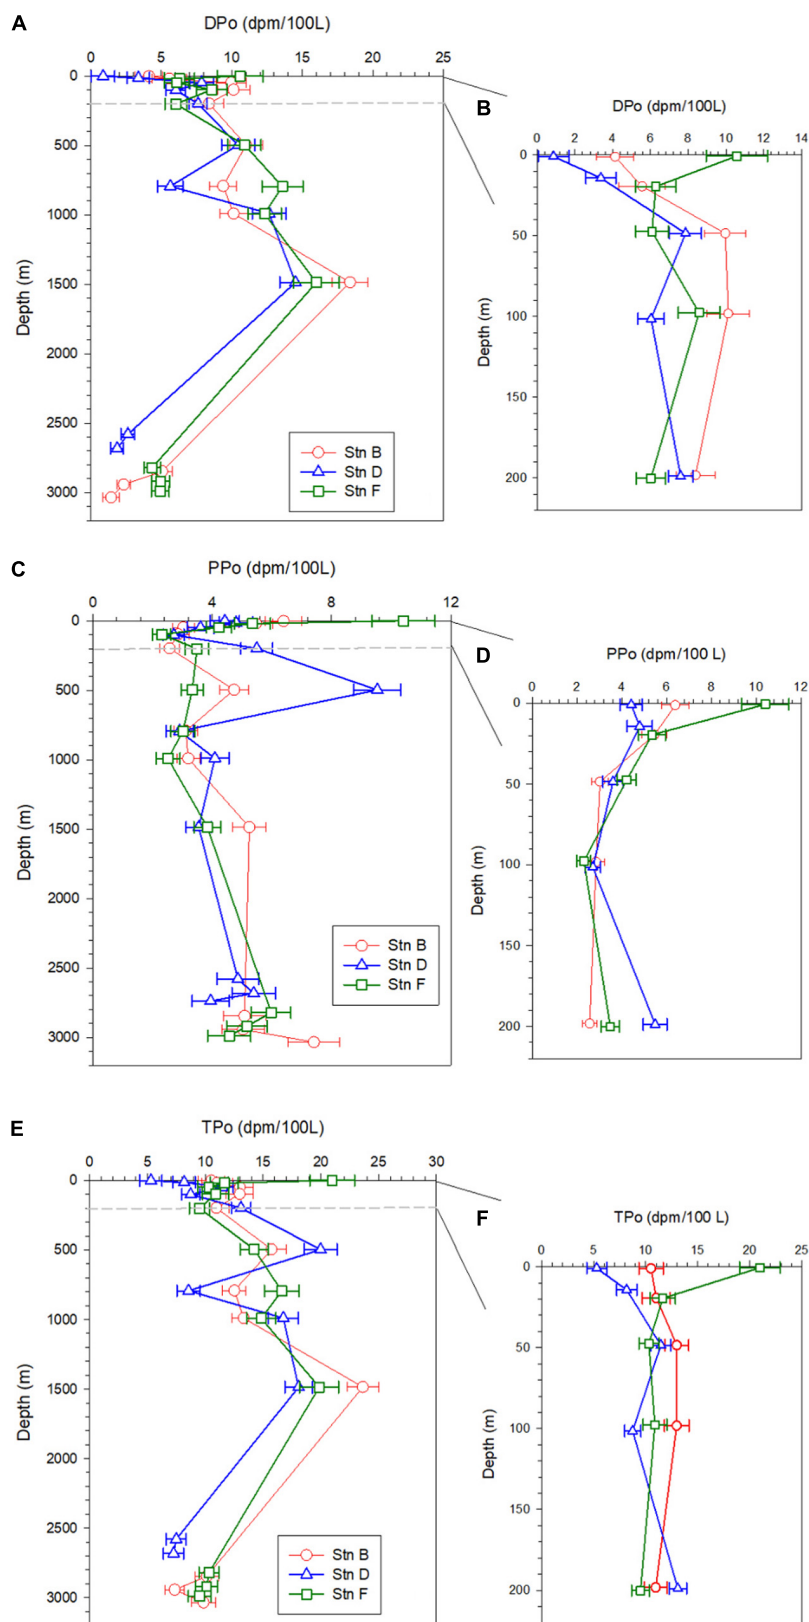 A
DPo (dpm/100L)
0 5 10 15 20 25
0
500
1000
1500
2000
2500
3000
Depth (m)
Stn B
Stn D
Stn F
B
DPo (dpm/100L)
0 2 4 6 8 10 12 14
0
50
100
150
200
Depth (m)
C
PPo (dpm/100L)
0 4 8 12
0
500
1000
1500
2000
2500
3000
Depth (m)
Stn B
Stn D
Stn F
D
PPo (dpm/100 L)
0 2 4 6 8 10 12
0
50
100
150
200
Depth (m)
E
TPo (dpm/100L)
0 5 10 15 20 25 30
0
500
1000
1500
2000
2500
3000
Depth (m)
Stn B
Stn D
Stn F
F
TPo (dpm/100 L)
0 5 10 15 20 25
0
50
100
150
200
Depth (m)